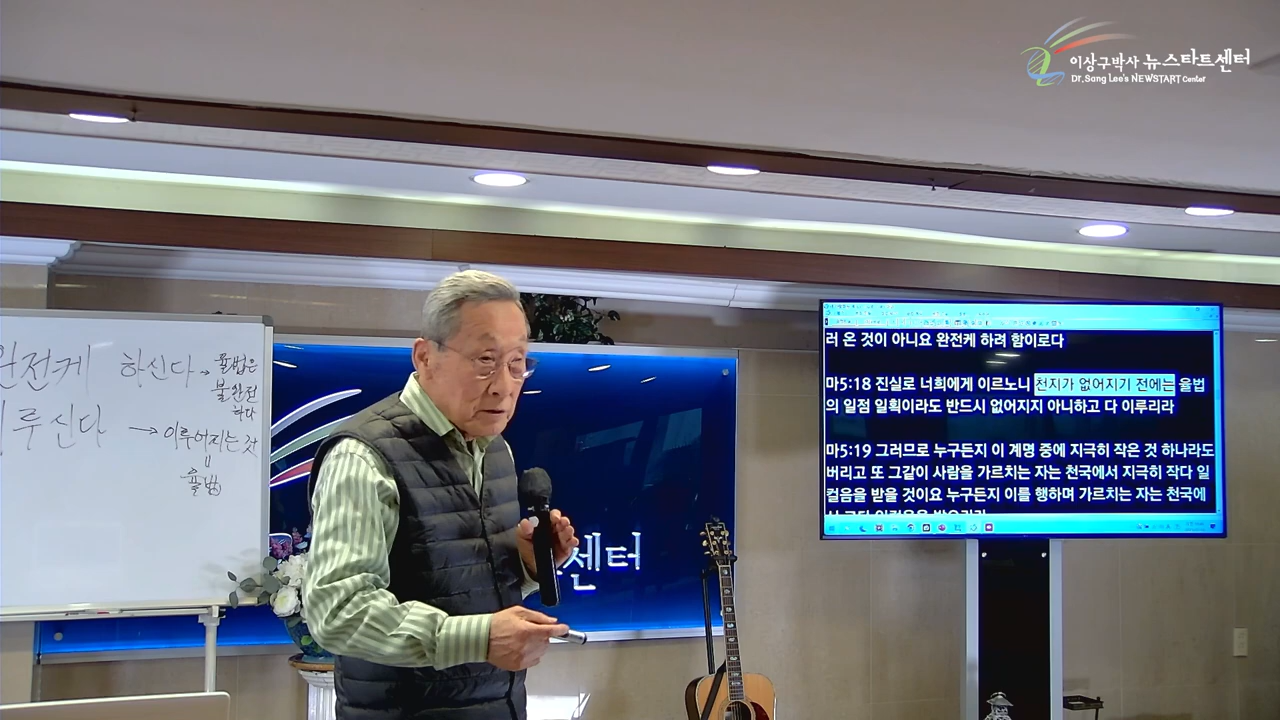 이상구박사 뉴스타트센터
Dr. Sang Lee's NEWSTART Center
완전케 하신다 → 율법은
불완전
하다
루신다 → 이루어지는 것
율법
센터
러 온 것이 아니요 완전케 하려 함이로다
마5:18 진실로 너희에게 이르노니 천지가 없어지기 전에는 율법
의 일점 일획이라도 반드시 없어지지 아니하고 다 이루리라
마5:19 그러므로 누구든지 이 계명 중에 지극히 작은 것 하나라도
버리고 또 그같이 사람을 가르치는 자는 천국에서 지극히 작다 일
컬음을 받을 것이요 누구든지 이를 행하며 가르치는 자는 천국에